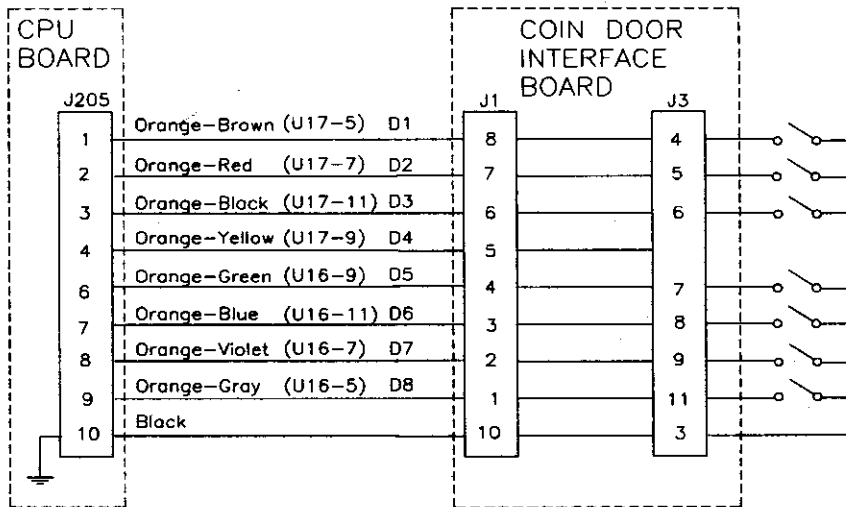 CPU
BOARD
COIN DOOR
INTERFACE
BOARD
J205
J1
J3
1 Orange-Brown (U17-5) D1 8 4
2 Orange-Red (U17-7) D2 7 5
3 Orange-Black (U17-11) D3 6 6
4 Orange-Yellow (U17-9) D4 5
6 Orange-Green (U16-9) D5 4 7
7 Orange-Blue (U16-11) D6 3 8
8 Orange-Violet (U16-7) D7 2 9
9 Orange-Gray (U16-5) D8 1 11
10 Black 10 3